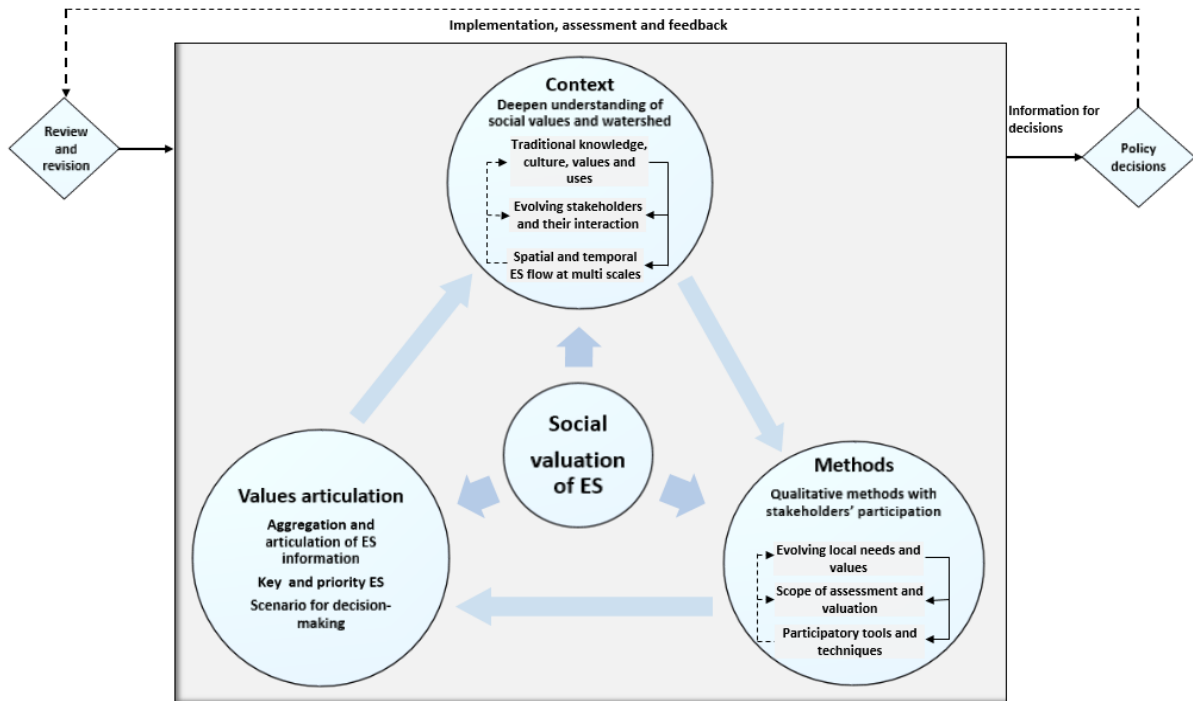 Implementation, assessment and feedback
Review
and
revision
Context
Deepen understanding of
social values and watershed
Traditional knowledge,
culture, values and
uses
Evolving stakeholders
and their interaction
Spatial and temporal
ES flow at multi scales
Information for
decisions
Policy
decisions
Social
valuation
of ES
Values articulation
Aggregation and
articulation of ES
information
Key and priority ES
Scenario for decision-
making
Methods
Qualitative methods with
stakeholders' participation
Evolving local needs and
values
Scope of assessment and
valuation
Participatory tools and
techniques